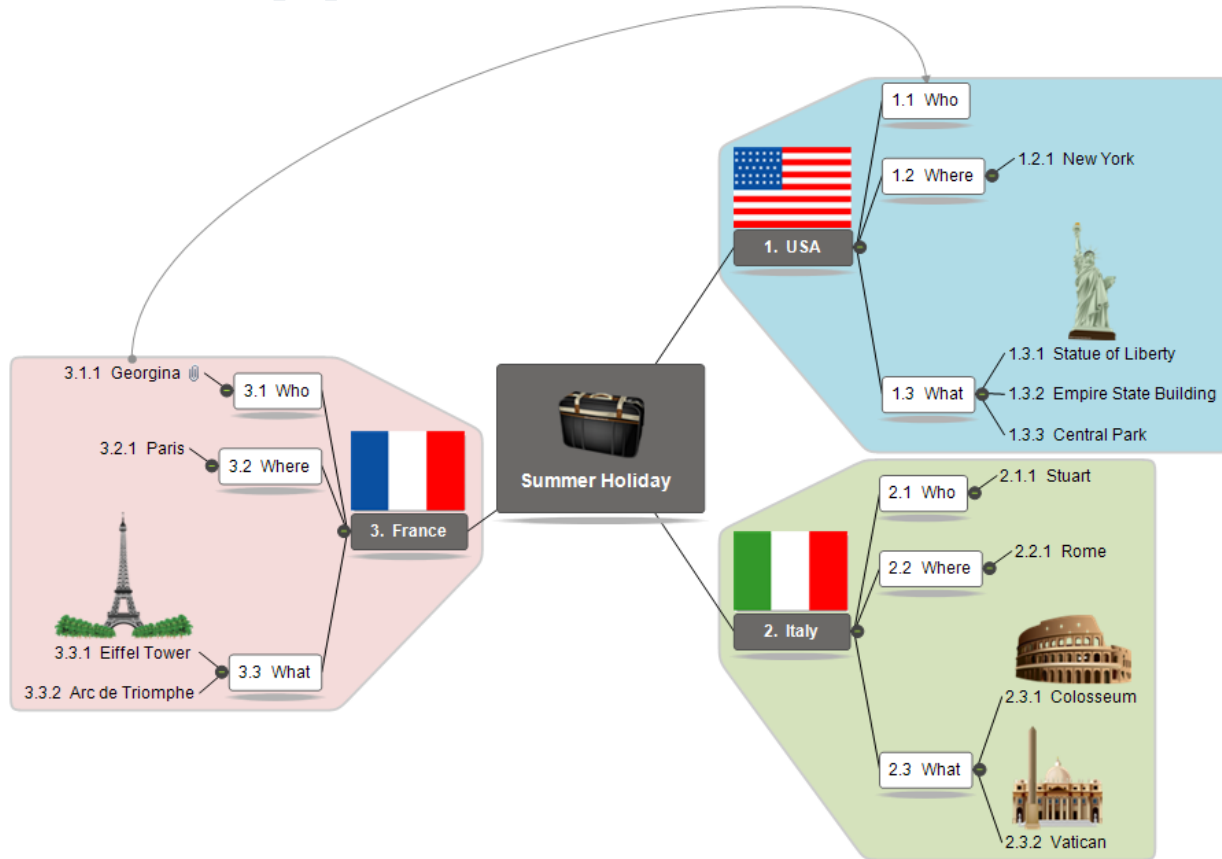 1.1 Who
1.2 Where
1.2.1 New York
1. USA
1.3 What
1.3.1 Statue of Liberty
1.3.2 Empire State Building
1.3.3 Central Park
Summer Holiday
2.1 Who
2.1.1 Stuart
2.2 Where
2.2.1 Rome
2. Italy
2.3 What
2.3.1 Colosseum
2.3.2 Vatican
3.1.1 Georgina
3.1 Who
3.2.1 Paris
3.2 Where
3. France
3.3.1 Eiffel Tower
3.3 What
3.3.2 Arc de Triomphe